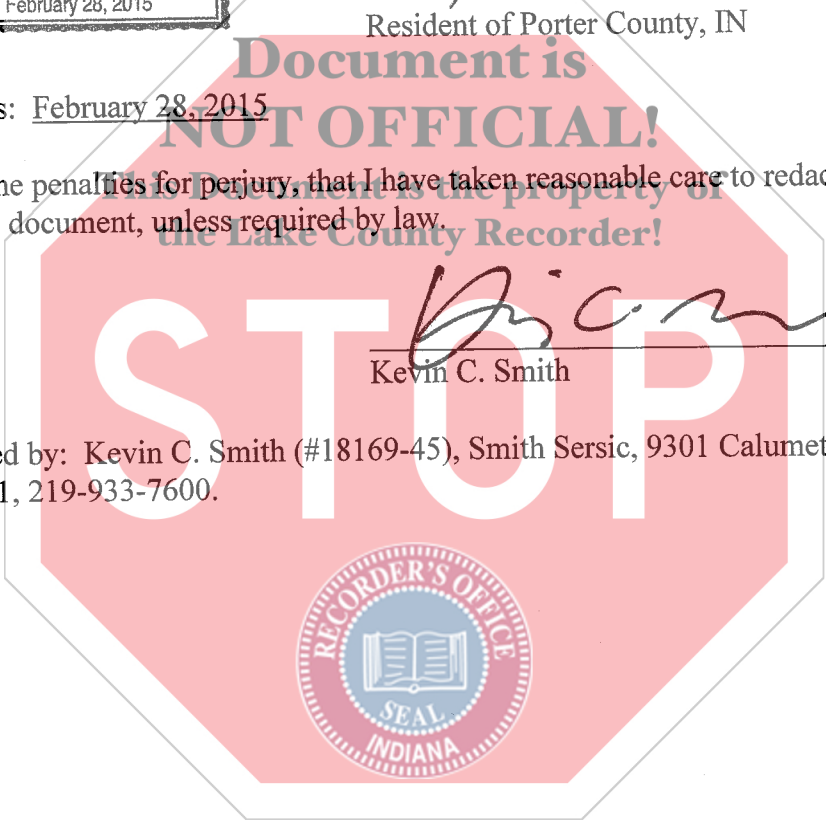 February 28, 2015
Resident of Porter County, IN
Document is
s: February 28, 2015
NOT OFFICIAL!
This Document is the property of
he penalties for perjury, that I have taken reasonable care to redac
document, unless required by law.
the Lake County Recorder!
STOP
Kevin C. Smith
ed by: Kevin C. Smith (#18169-45), Smith Sersic, 9301 Calumet
1, 219-933-7600.
RECORDER'S OFFICE
SEAL
INDIANA